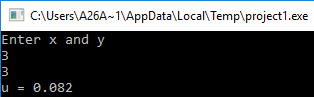 C:\Users\A26A~1\AppData\Local\Temp\project1.exe
Enter x and y
3
3
u = 0.082